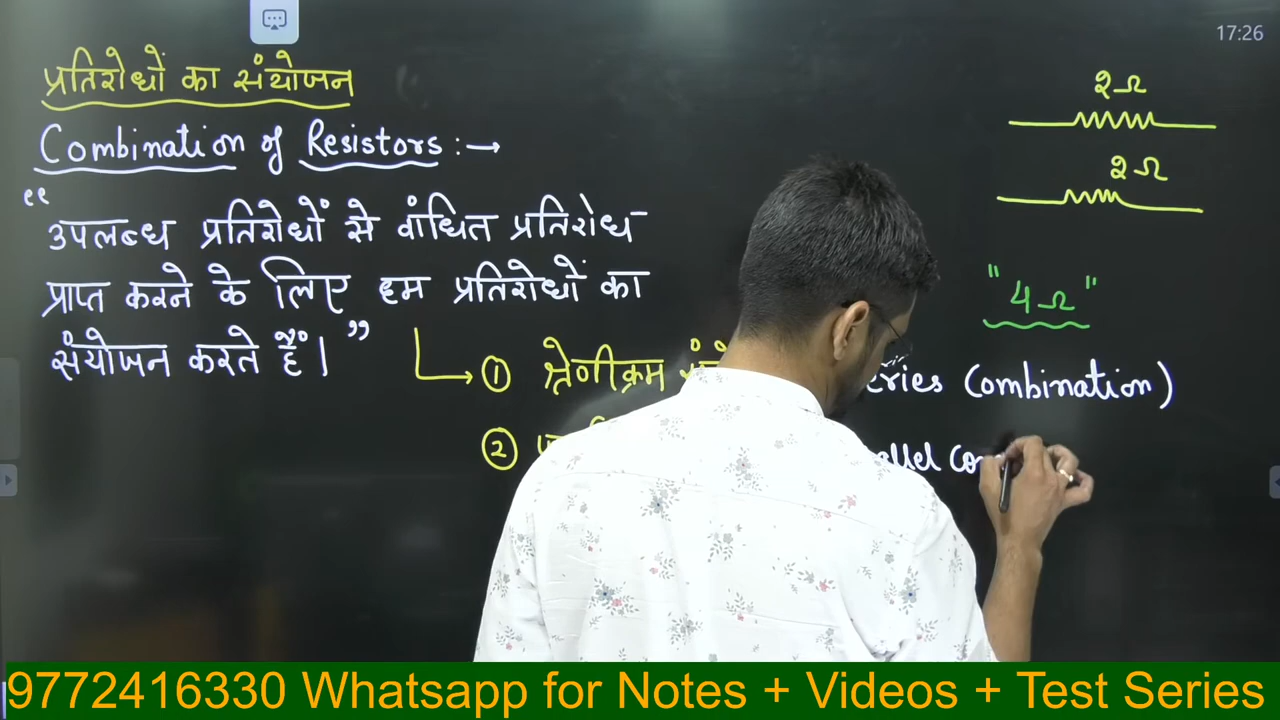 17:26
प्रतिरोधों का संयोजन
Combination of Resistors :→
“उपलब्ध प्रतिरोधों से वांछित प्रतिरोध
प्राप्त करने के लिए हम प्रतिरोधों का
संयोजन करते हैं।”
2Ω
2Ω
"4Ω"
① श्रेणीक्रम eries Combination)
② allel Co
9772416330 Whatsapp for Notes + Videos + Test Series